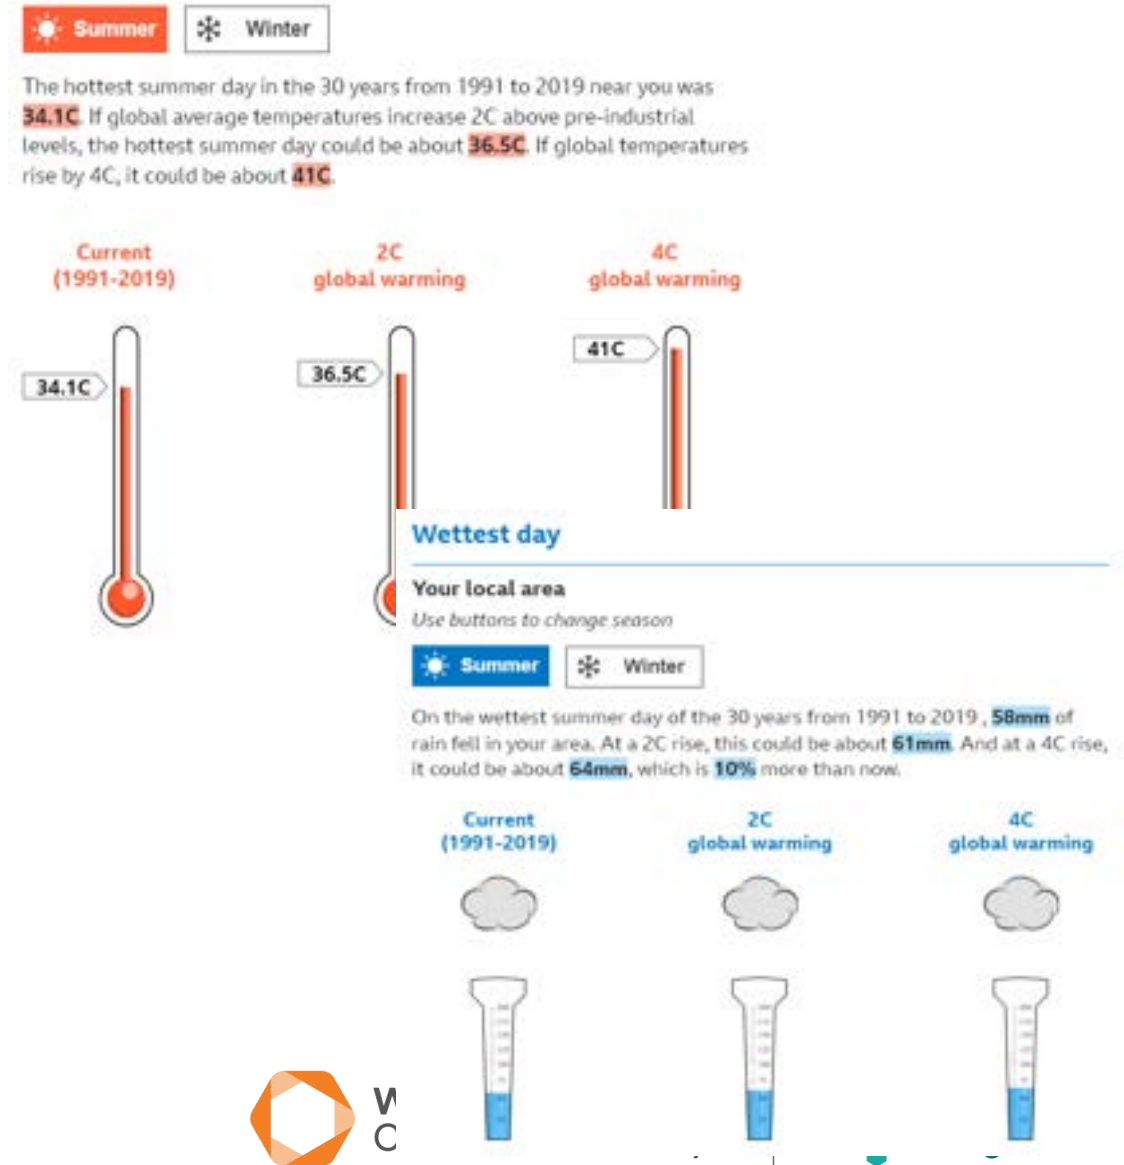 Summer Winter
The hottest summer day in the 30 years from 1991 to 2019 near you was
34.1C. If global average temperatures increase 2C above pre-industrial
levels, the hottest summer day could be about 36.5C. If global temperatures
rise by 4C, it could be about 41C.
Current
(1991-2019)
2C
global warming
4C
global warming
34.1C
36.5C
41C
Wettest day
Your local area
Use buttons to change season
Summer Winter
On the wettest summer day of the 30 years from 1991 to 2019 , 58mm of
rain fell in your area. At a 2C rise, this could be about 61mm. And at a 4C rise,
it could be about 64mm, which is 10% more than now.
Current
(1991-2019)
2C
global warming
4C
global warming